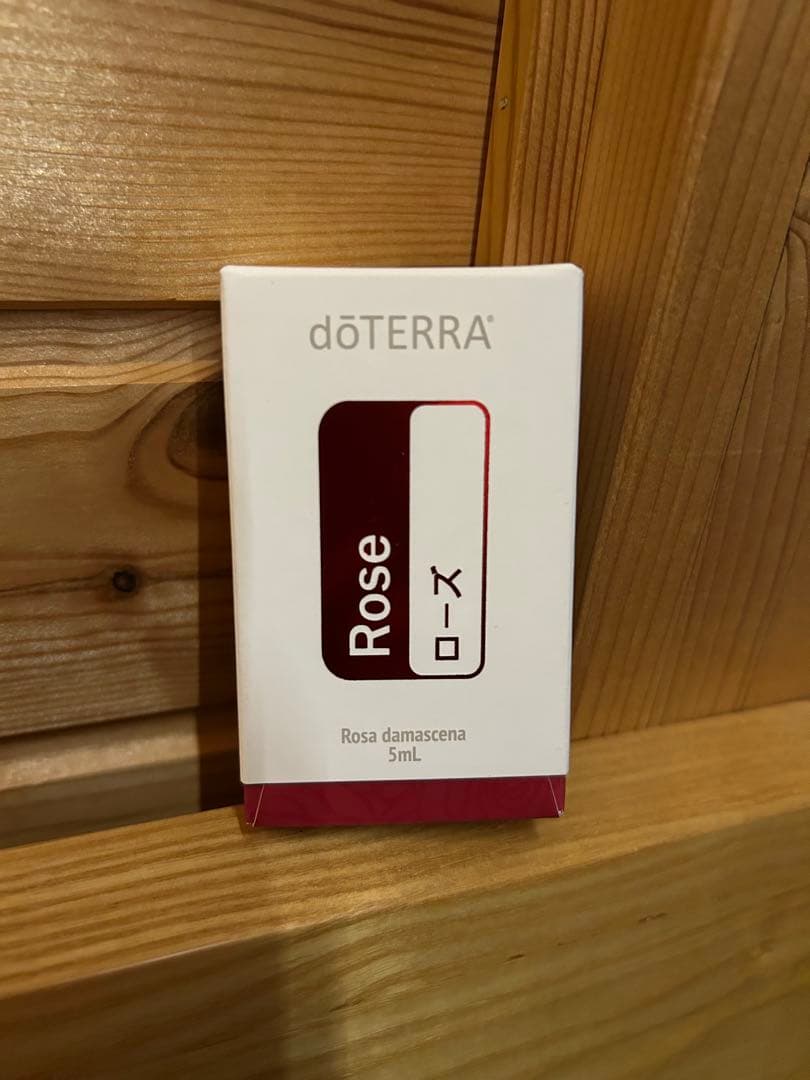 dōTERRA®
Rose
ローズ
Rosa damascena
5mL